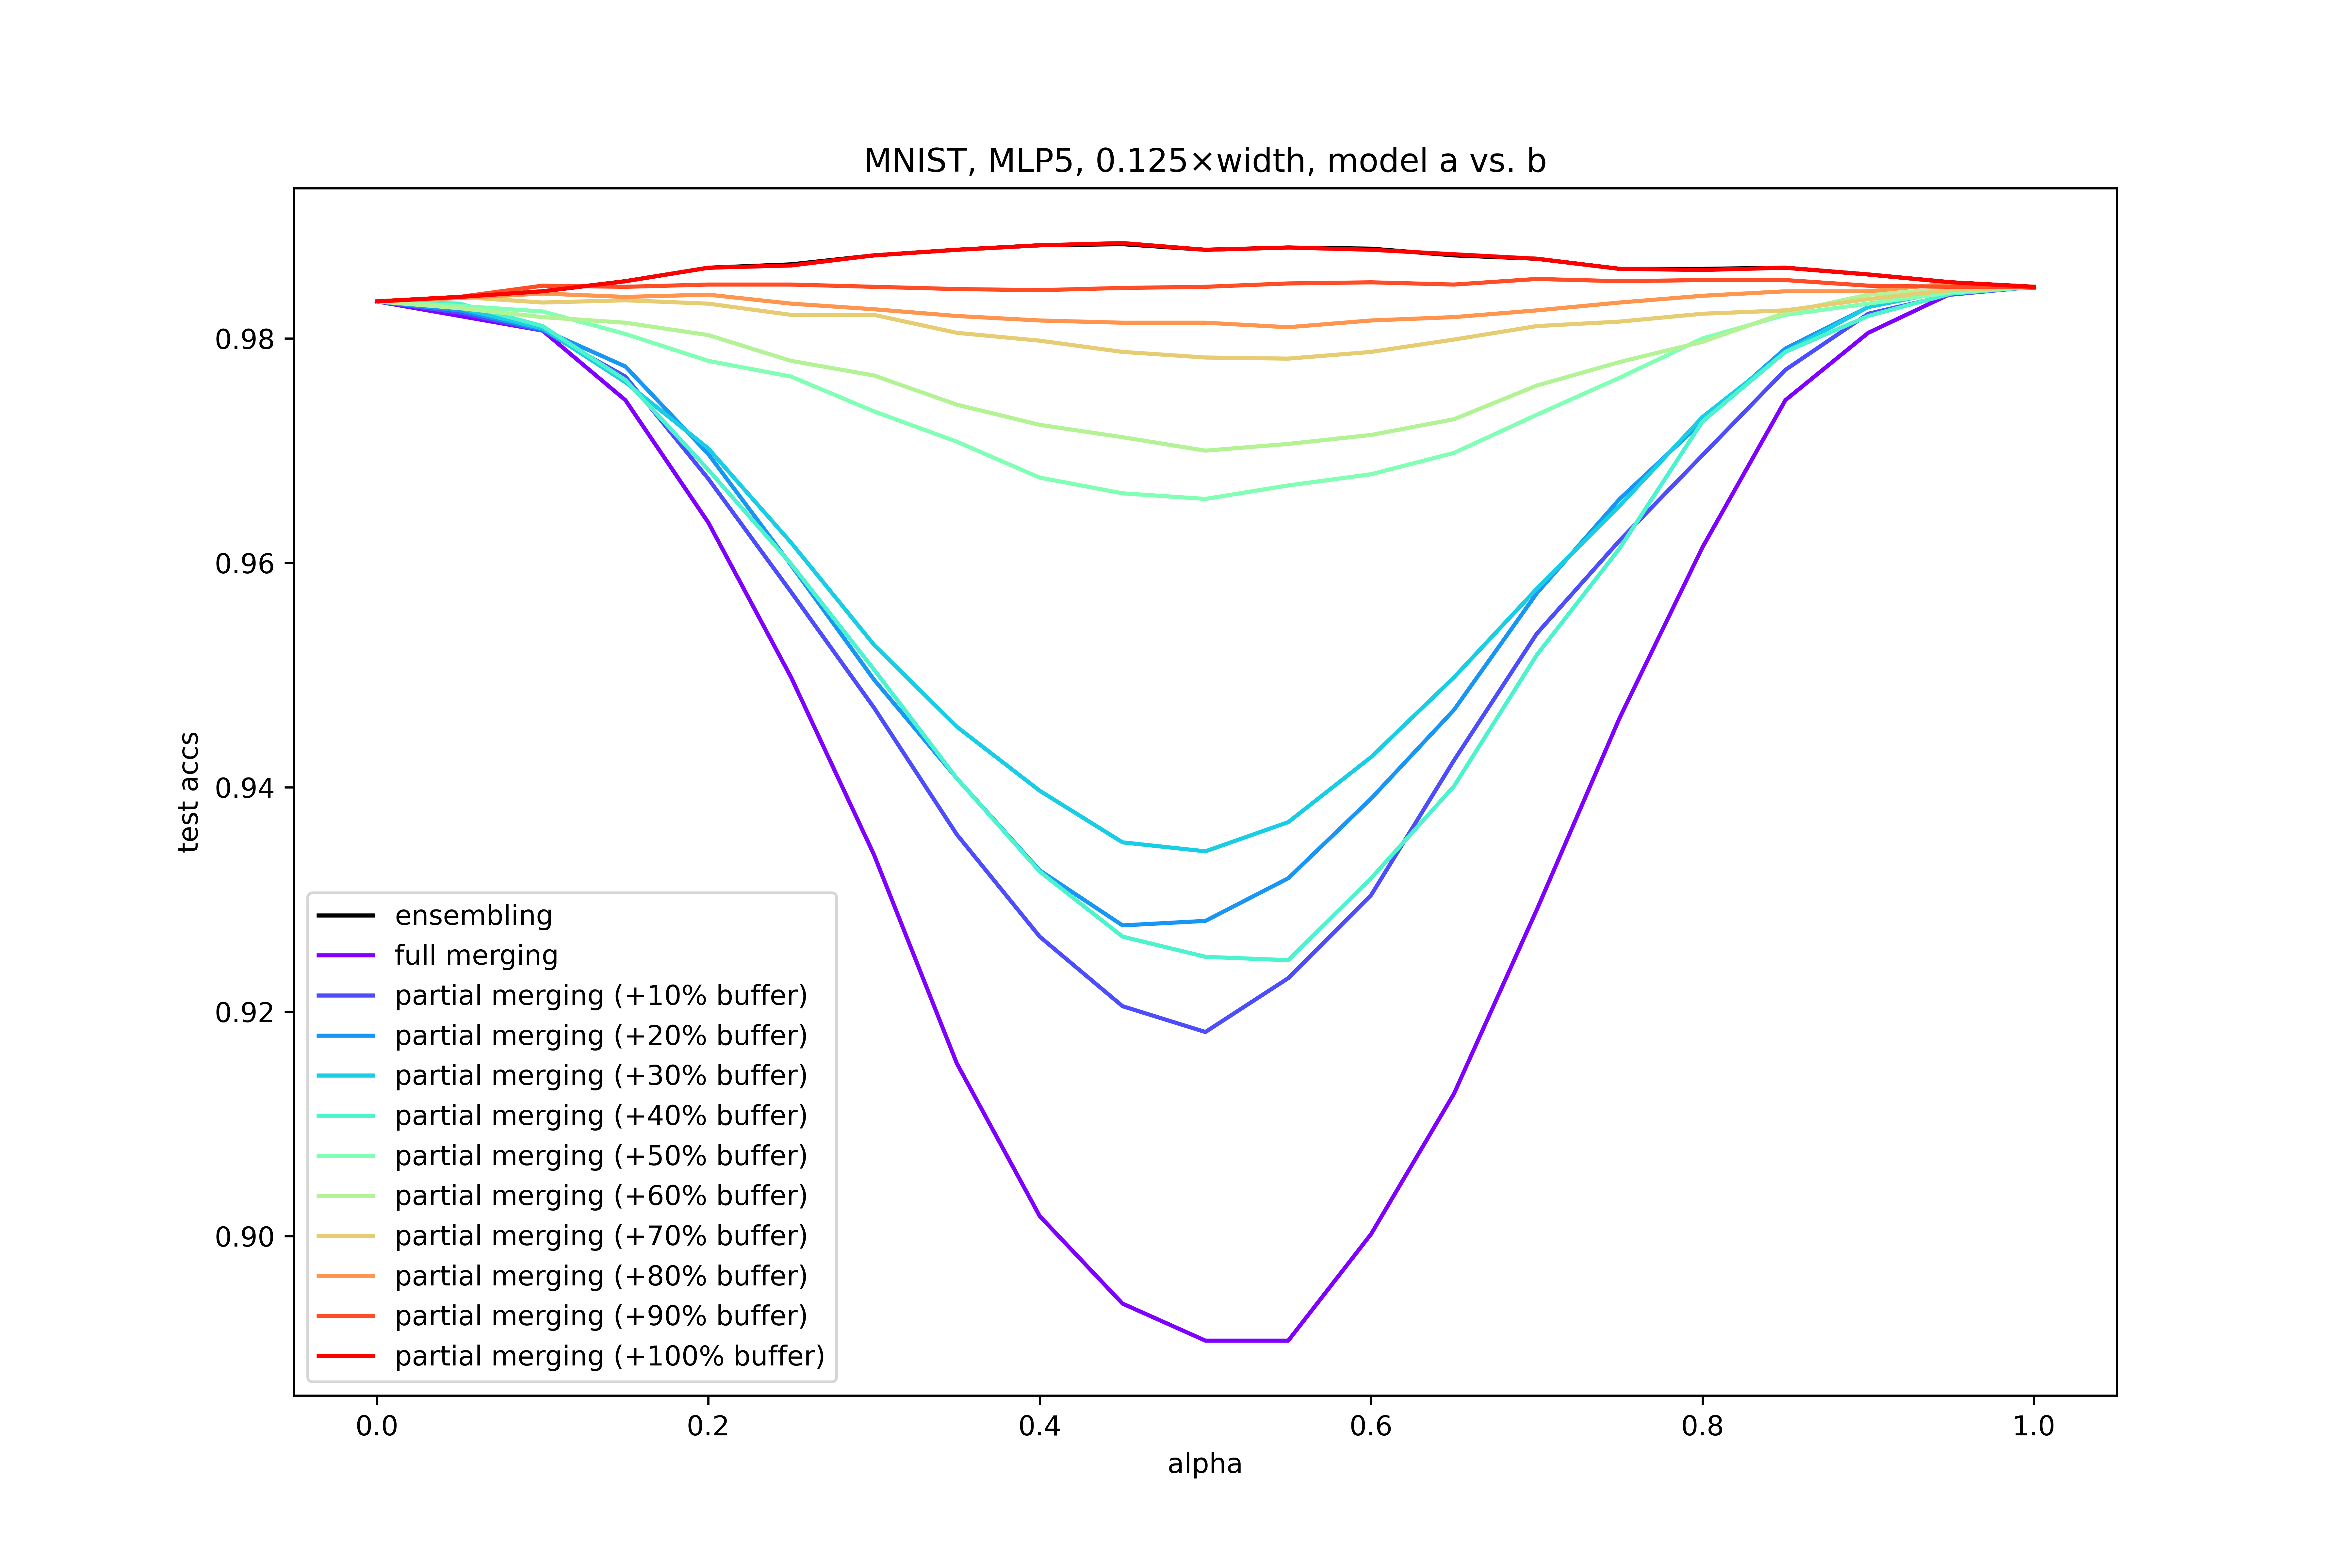 MNIST, MLP5, 0.125×width, model a vs. b
test accs
0.98
0.96
0.94
0.92
0.90
ensembling
full merging
partial merging (+10% buffer)
partial merging (+20% buffer)
partial merging (+30% buffer)
partial merging (+40% buffer)
partial merging (+50% buffer)
partial merging (+60% buffer)
partial merging (+70% buffer)
partial merging (+80% buffer)
partial merging (+90% buffer)
partial merging (+100% buffer)
0.0 0.2 0.4 0.6 0.8 1.0
alpha